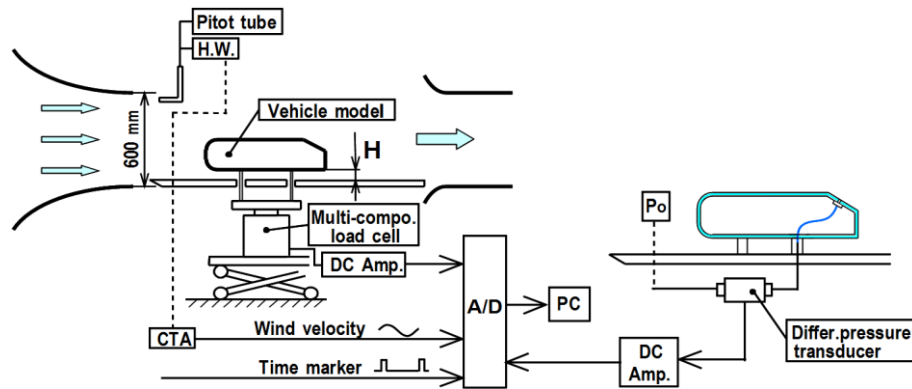 Pitot tube
H.W.
600 mm
Vehicle model
H
Multi-compo.
load cell
DC Amp.
A/D
PC
CTA
Wind velocity
Time marker
Po
Differ.pressure
transducer
DC
Amp.